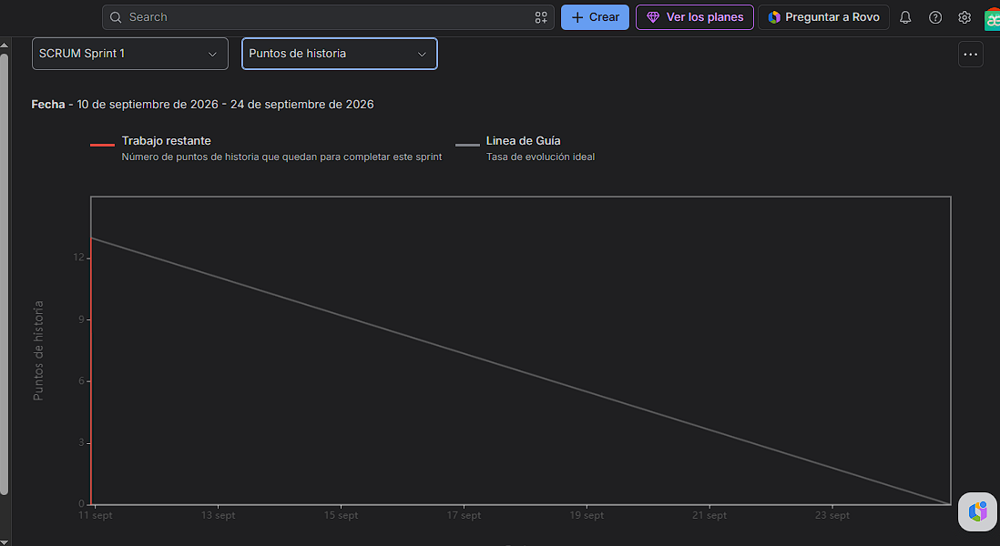 Search
Crear
Ver los planes
Preguntar a Rovo
æ
SCRUM Sprint 1
Puntos de historia
Fecha - 10 de septiembre de 2026 - 24 de septiembre de 2026
Trabajo restante
Número de puntos de historia que quedan para completar este sprint
Linea de Guía
Tasa de evolución ideal
Puntos de historia
12
9
6
3
0
11 sept
13 sept
15 sept
17 sept
19 sept
21 sept
23 sept